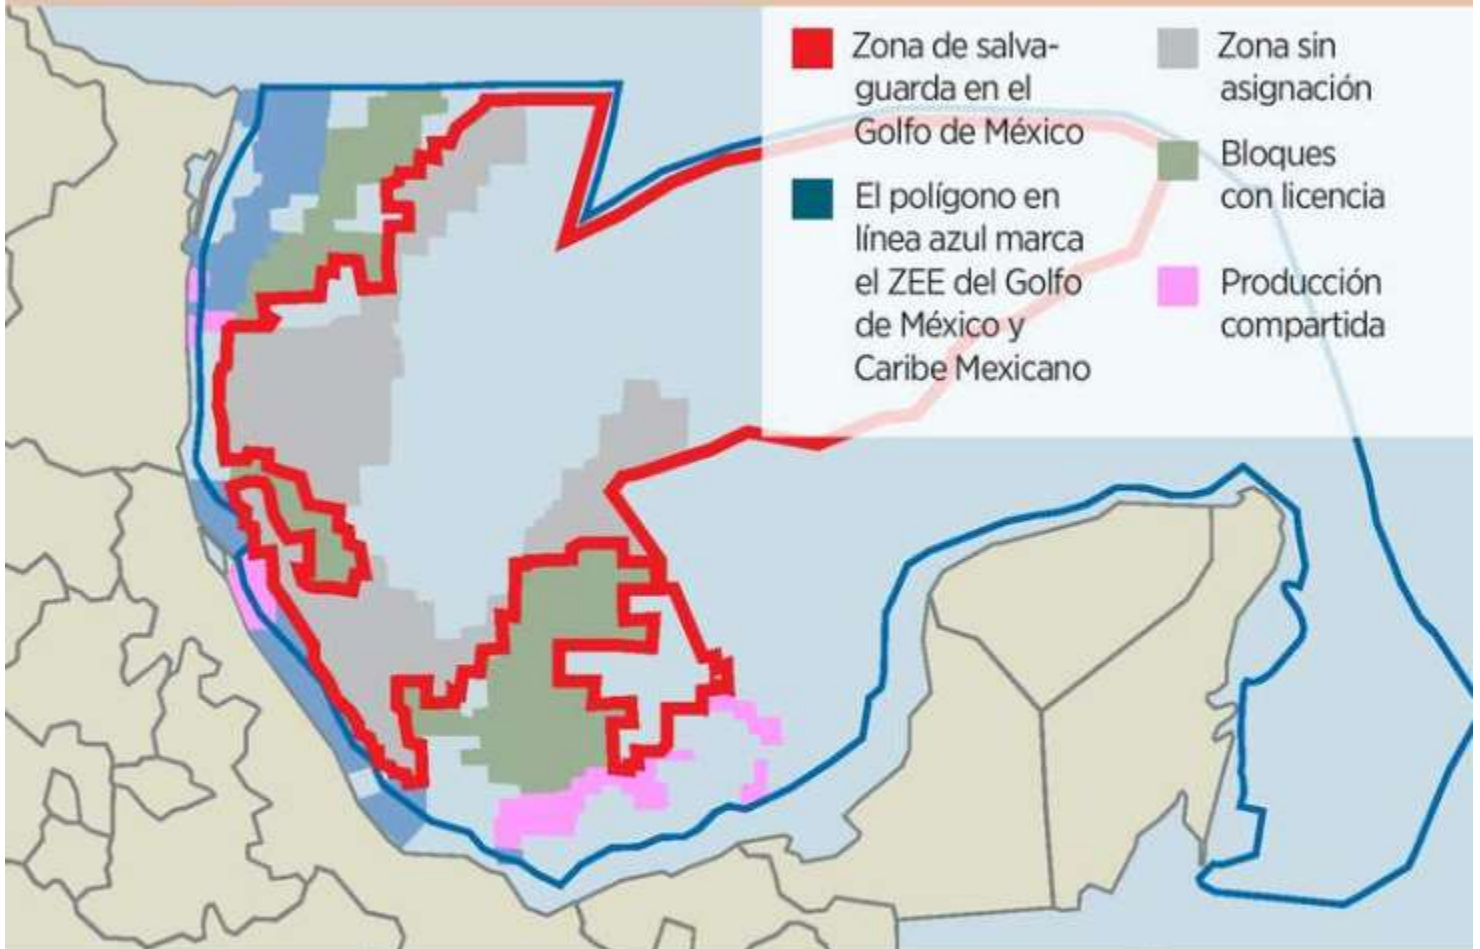 Zona de salva-
guarda en el
Golfo de México
El polígono en
línea azul marca
el ZEE del Golfo
de México y
Caribe Mexicano
Zona sin
asignación
Bloques
con licencia
Producción
compartida